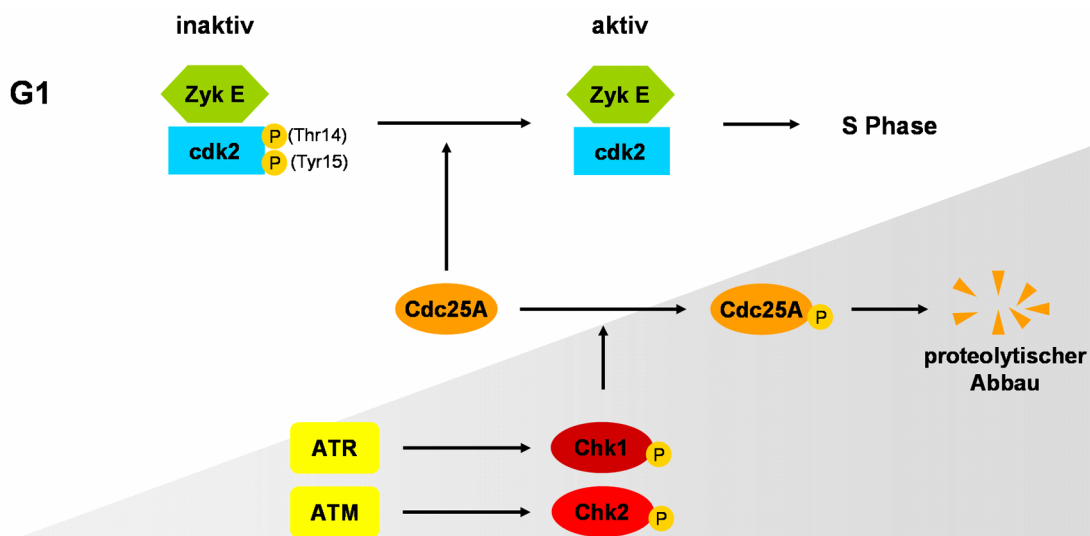 inaktiv
aktiv
G1
Zyk E
Zyk E
cdk2
P
(Thr14)
P
(Tyr15)
cdk2
S Phase
Cdc25A
Cdc25A
P
proteolytischer
Abbau
ATR
Chk1
P
ATM
Chk2
P